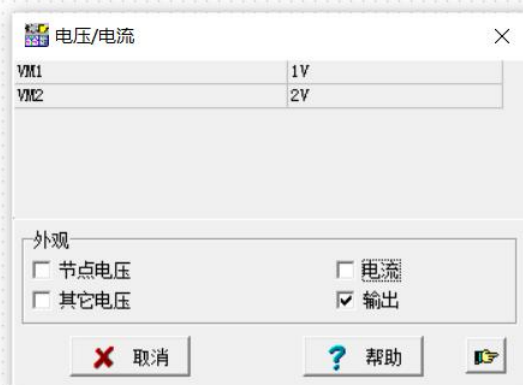 电压/电流
VM1 1V
VM2 2V
外观
节点电压 电流
其它电压 输出
取消 帮助